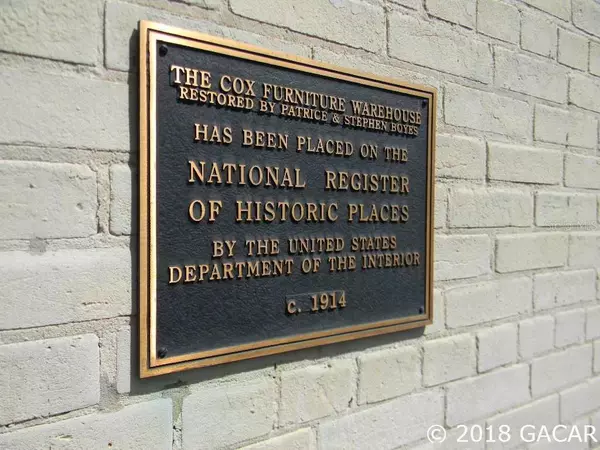 THE COX FURNITURE WAREHOUSE
RESTORED BY PATRICE & STEPHEN BOYES
HAS BEEN PLACED ON THE
NATIONAL REGISTER
OF HISTORIC PLACES
BY THE UNITED STATES
DEPARTMENT OF THE INTERIOR
c. 1914
© 2018 GACAR